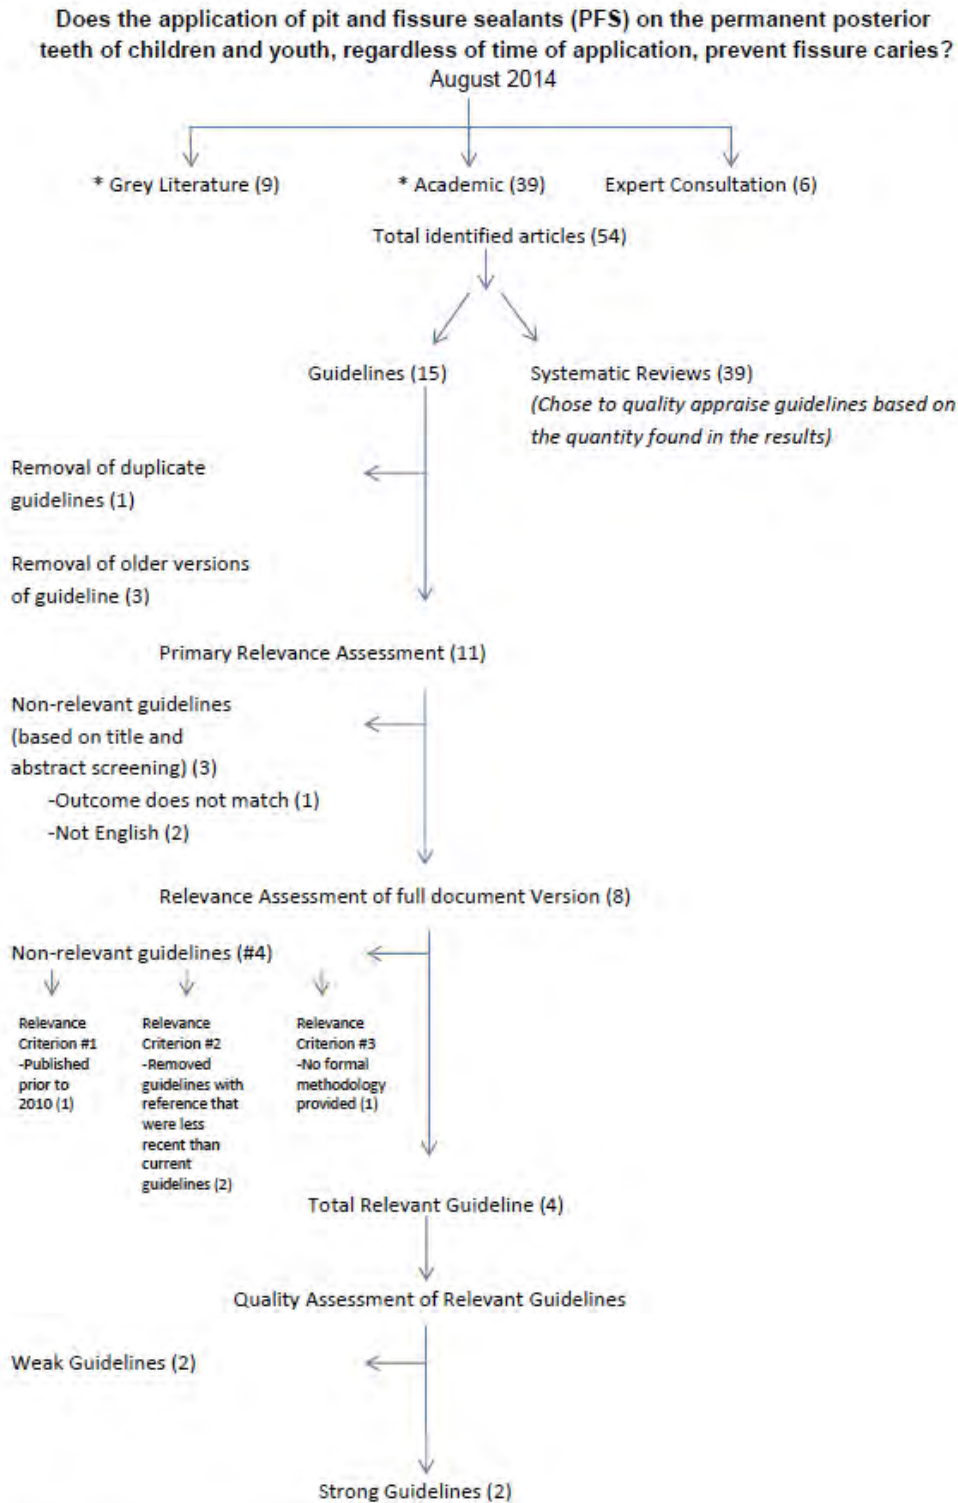 Does the application of pit and fissure sealants (PFS) on the permanent posterior
teeth of children and youth, regardless of time of application, prevent fissure caries?
August 2014
* Grey Literature (9)
* Academic (39)
Expert Consultation (6)
Total identified articles (54)
Guidelines (15)
Systematic Reviews (39)
(Chose to quality appraise guidelines based on
the quantity found in the results)
Removal of duplicate
guidelines (1)
Removal of older versions
of guideline (3)
Primary Relevance Assessment (11)
Non-relevant guidelines
(based on title and
abstract screening) (3)
-Outcome does not match (1)
-Not English (2)
Relevance Assessment of full document Version (8)
Non-relevant guidelines (#4)
Relevance
Criterion #1
-Published
prior to
2010 (1)
Relevance
Criterion #2
-Removed
guidelines with
reference that
were less
recent than
current
guidelines (2)
Relevance
Criterion #3
-No formal
methodology
provided (1)
Total Relevant Guideline (4)
Quality Assessment of Relevant Guidelines
Weak Guidelines (2)
Strong Guidelines (2)